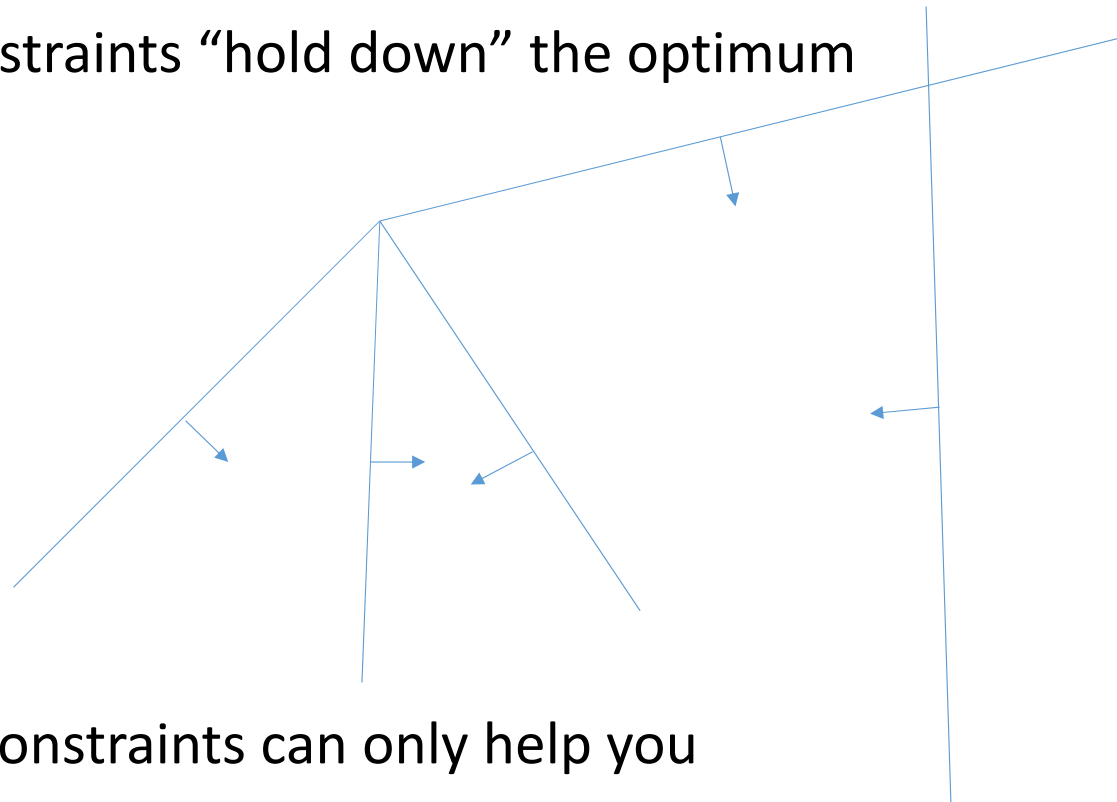 straints “hold down” the optimum
onstraints can only help you